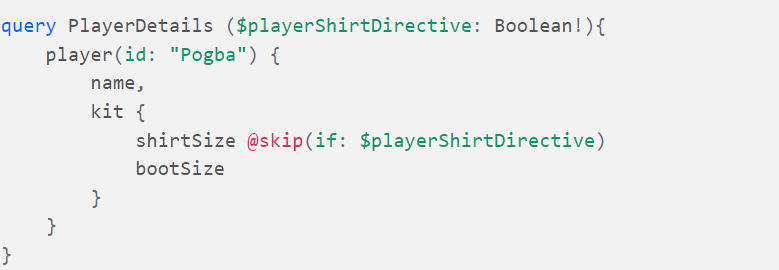 query PlayerDetails ($playerShirtDirective: Boolean!){
    player(id: "Pogba") {
        name,
        kit {
            shirtSize @skip(if: $playerShirtDirective)
            bootSize
        }
    }
}